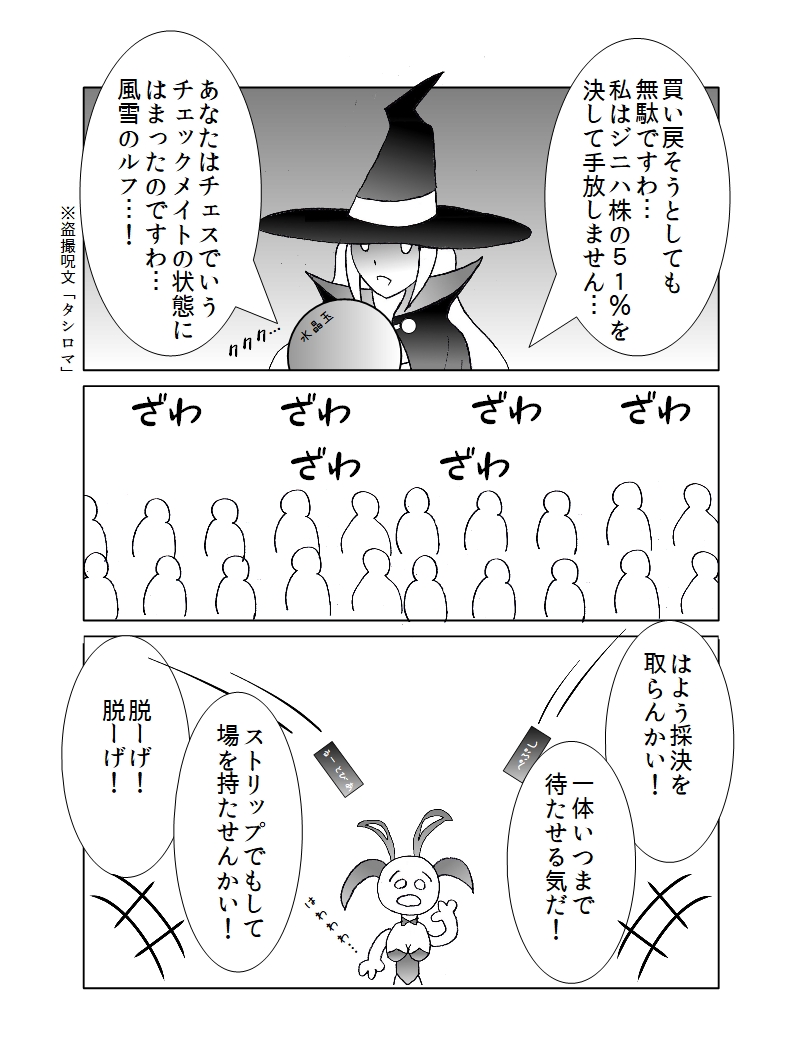 買い戻そうとしても
無駄ですわ…
私はジニハ株の51%を
決して手放しません…
あなたはチェスでいう
チェックメイトの状態に
はまったのですわ…
風雪のルフ…!
水晶玉
ククク…
※盗撮呪文「タシロマ」
ざわ
ざわ
ざわ
ざわ
ざわ
ざわ
はよう採決を
取らんかい!
しぷぺ
一体いつまで
待たせる気だ!
ストリップでもして
場を持たせんかい!
脱ーげ!
脱ーげ!
はわわわ…